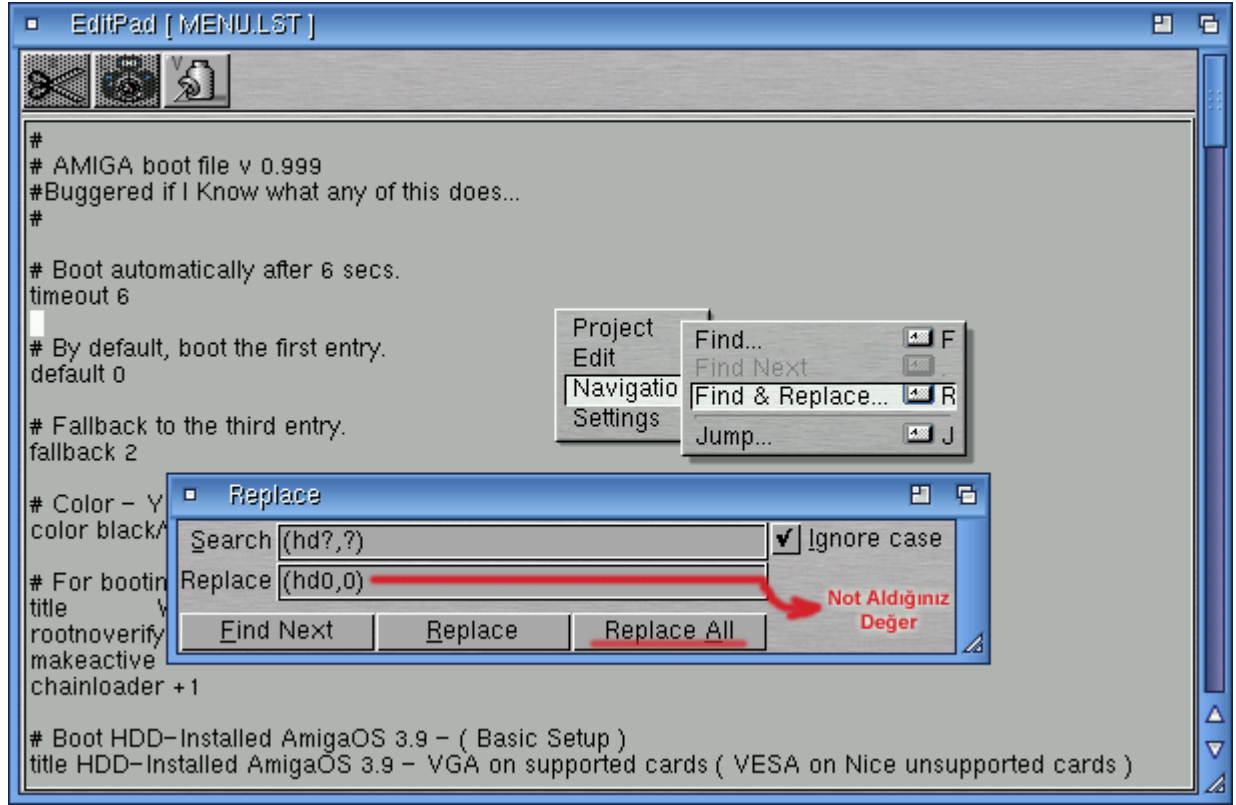 EditPad [ MENU.LST ]
V
#
# AMIGA boot file v 0.999
#Buggered if I Know what any of this does...
#
# Boot automatically after 6 secs.
timeout 6
# By default, boot the first entry.
default 0
# Fallback to the third entry.
fallback 2
# Color – Y
color black/
# For bootin
title
rootnoverify
makeactive
chainloader +1
# Boot HDD–Installed AmigaOS 3.9 – ( Basic Setup )
title HDD–Installed AmigaOS 3.9 – VGA on supported cards ( VESA on Nice unsupported cards )
Project
Edit
Navigatio
Settings
Find... F
Find Next .
Find & Replace... R
Jump... J
Replace
Search (hd?,?)
Ignore case
Replace (hd0,0)
Not Aldığınız
Değer
Find Next Replace Replace All